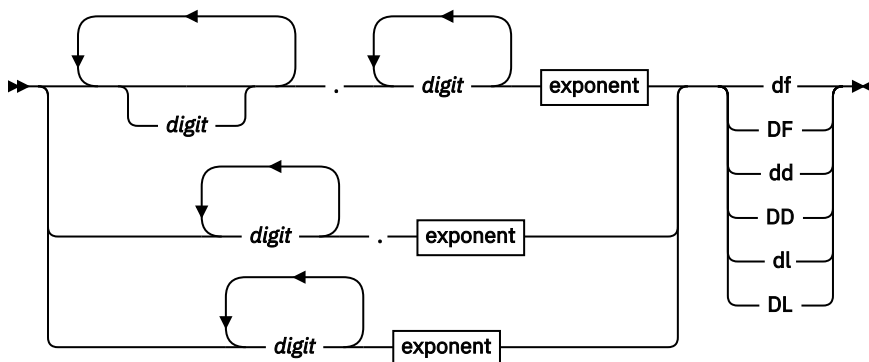 . digit exponent df
digit DF
dd
digit . exponent DD
dl
DL
digit exponent